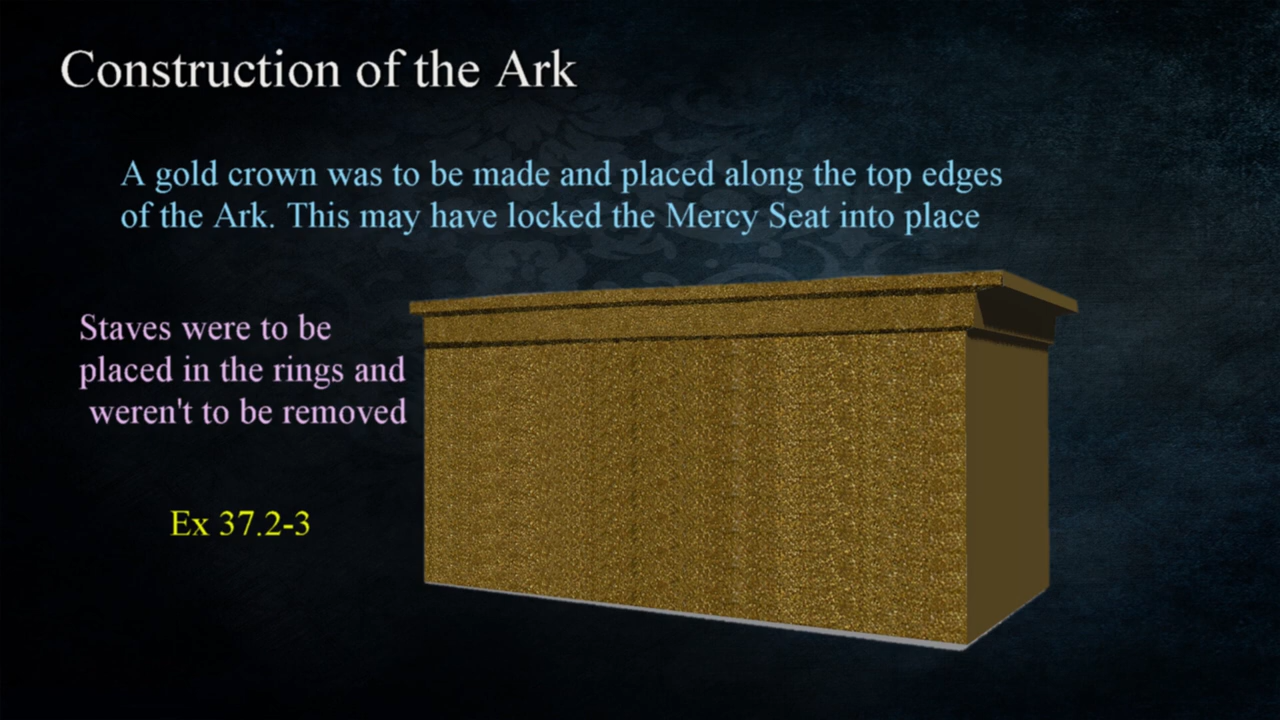 Construction of the Ark
A gold crown was to be made and placed along the top edges
of the Ark. This may have locked the Mercy Seat into place
Staves were to be
placed in the rings and
weren't to be removed
Ex 37.2-3